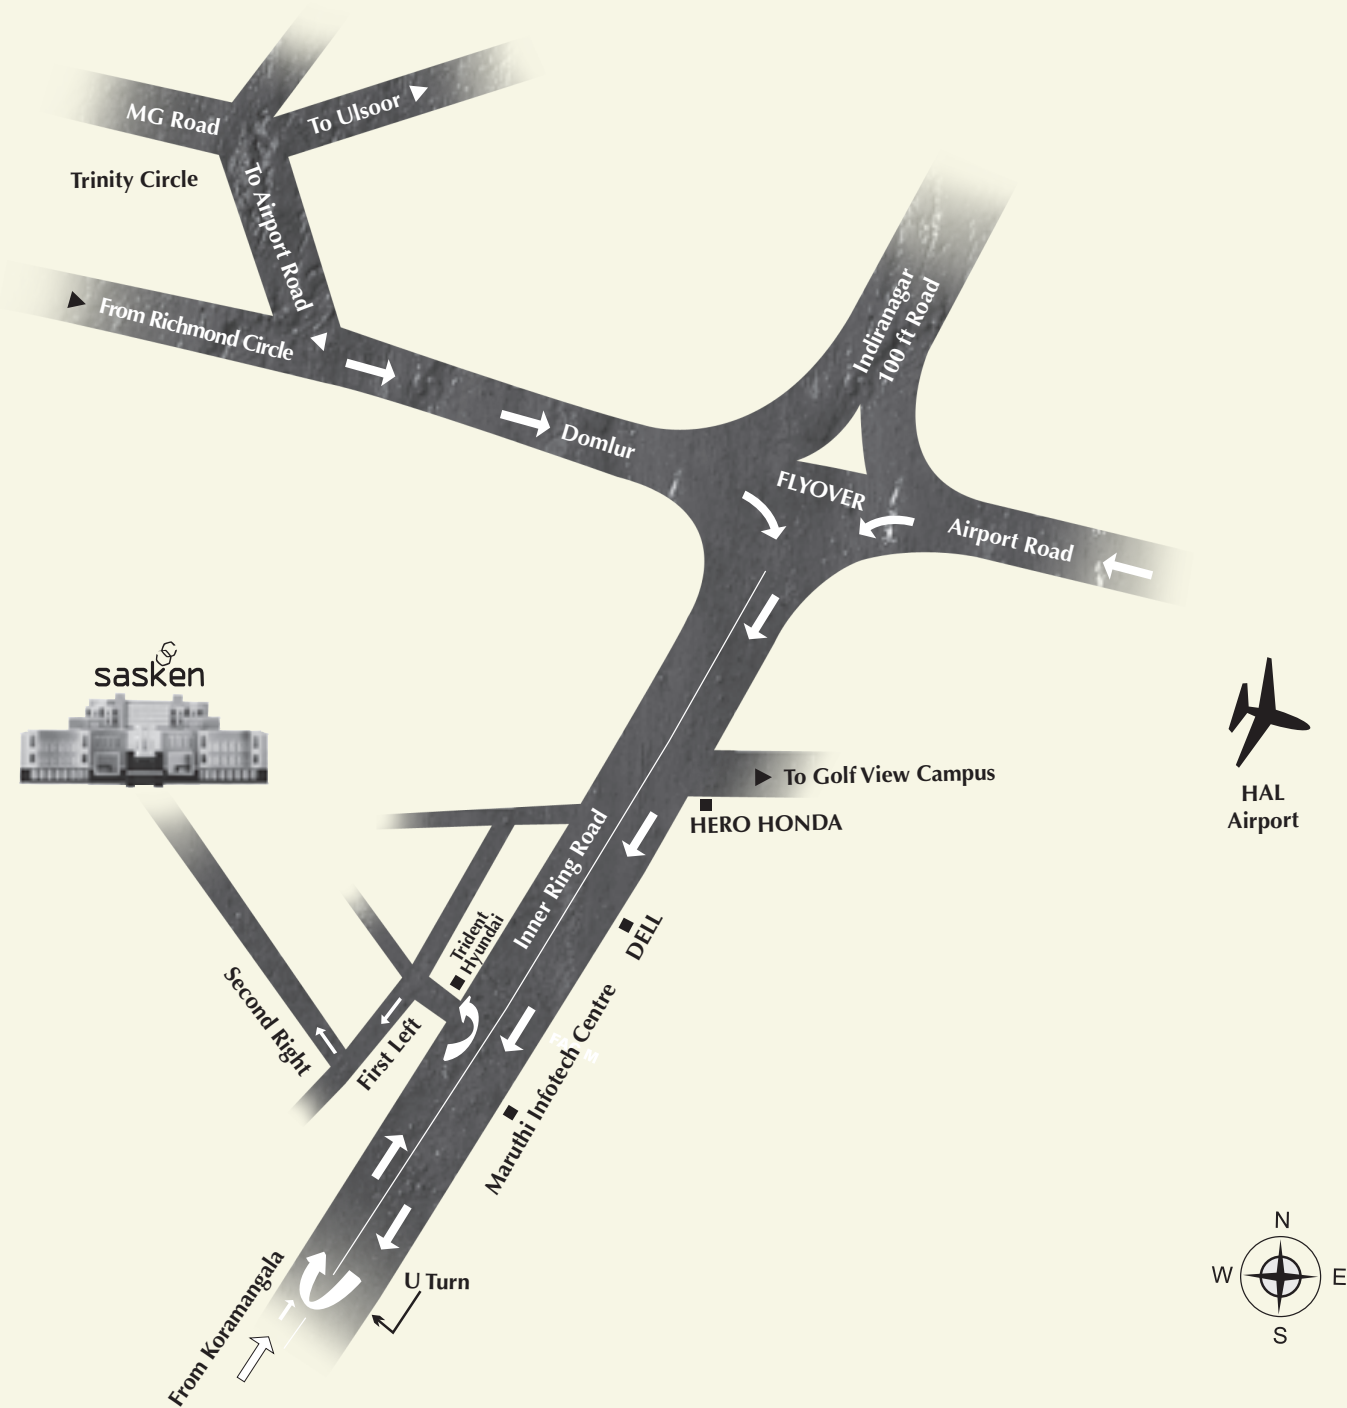 MG Road
To Ulsoor
Trinity Circle
To Airport Road
From Richmond Circle
Domlur
Indiranagar
100 ft Road
FLYOVER
Airport Road
sasken
To Golf View Campus
HERO HONDA
HAL
Airport
Inner Ring Road
Trident
Hyundai
DELL
Second Right
First Left
Maruthi Infotech Centre
From Koramangala
U Turn
N
W
E
S